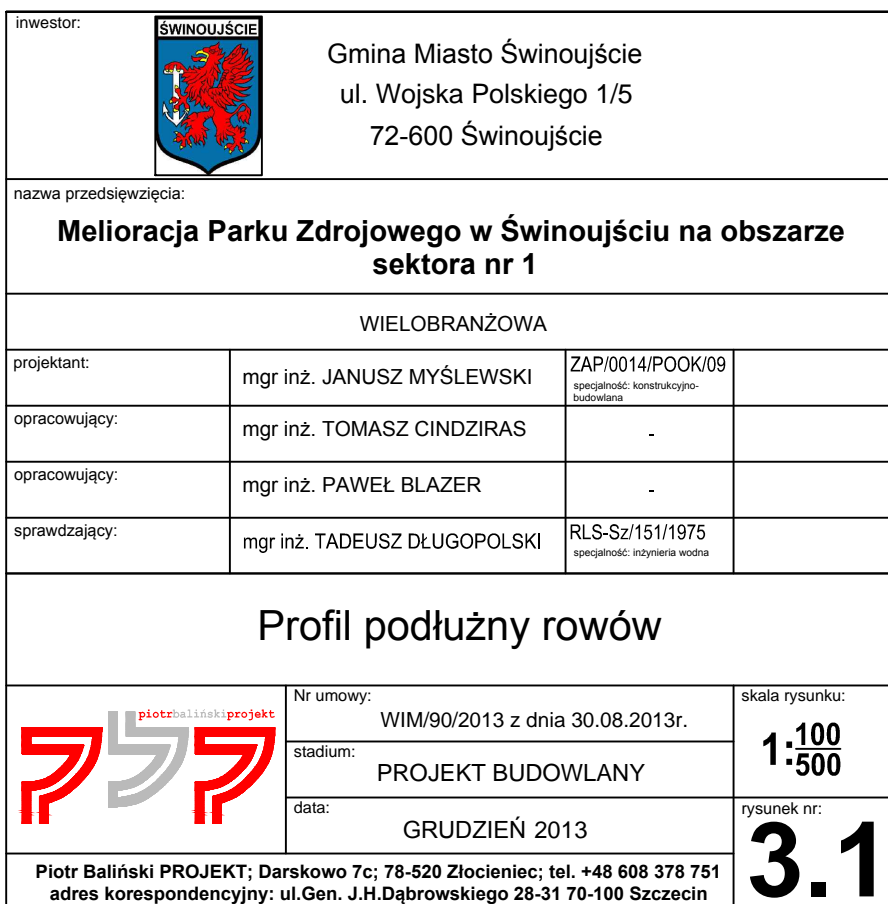 inwestor:
ŚWINOUJŚCIE
Gmina Miasto Świnoujście
ul. Wojska Polskiego 1/5
72-600 Świnoujście
nazwa przedsięwzięcia:
Melioracja Parku Zdrojowego w Świnoujściu na obszarze
sektora nr 1
WIELOBRANŻOWA
projektant:
mgr inż. JANUSZ MYŚLEWSKI
ZAP/0014/POOK/09
specjalność: konstrukcyjno-
budowlana
opracowujący:
mgr inż. TOMASZ CINDZIRAS
-
opracowujący:
mgr inż. PAWEŁ BLAZER
-
sprawdzający:
mgr inż. TADEUSZ DŁUGOPOLSKI
RLS-Sz/151/1975
specjalność: inżynieria wodna
Profil podłużny rowów
piotrbalińskiprojekt
Nr umowy:
WIM/90/2013 z dnia 30.08.2013r.
stadium:
PROJEKT BUDOWLANY
data:
GRUDZIEŃ 2013
skala rysunku:
1:100/500
rysunek nr:
3.1
Piotr Baliński PROJEKT; Darskowo 7c; 78-520 Złocieniec; tel. +48 608 378 751
adres korespondencyjny: ul.Gen. J.H.Dąbrowskiego 28-31 70-100 Szczecin